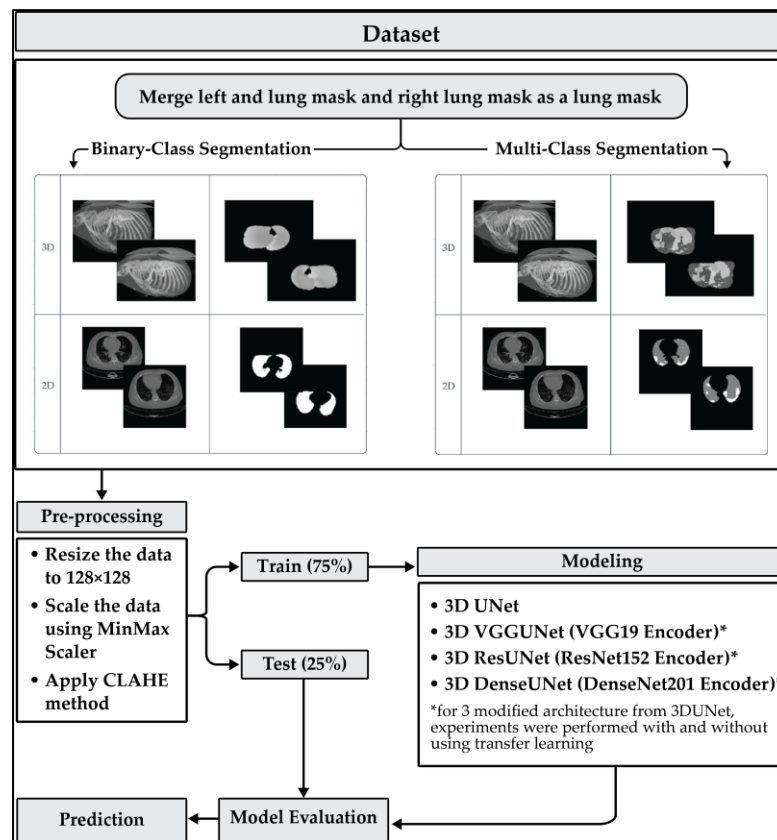 Dataset
Merge left and lung mask and right lung mask as a lung mask
Binary-Class Segmentation
Multi-Class Segmentation
3D
2D
3D
2D
Pre-processing
• Resize the data
to 128×128
• Scale the data
using MinMax
Scaler
• Apply CLAHE
method
Train (75%)
Test (25%)
Modeling
• 3D UNet
• 3D VGGUNet (VGG19 Encoder)*
• 3D ResUNet (ResNet152 Encoder)*
• 3D DenseUNet (DenseNet201 Encoder)*
*for 3 modified architecture from 3DUNet,
experiments were performed with and without
using transfer learning
Prediction
Model Evaluation